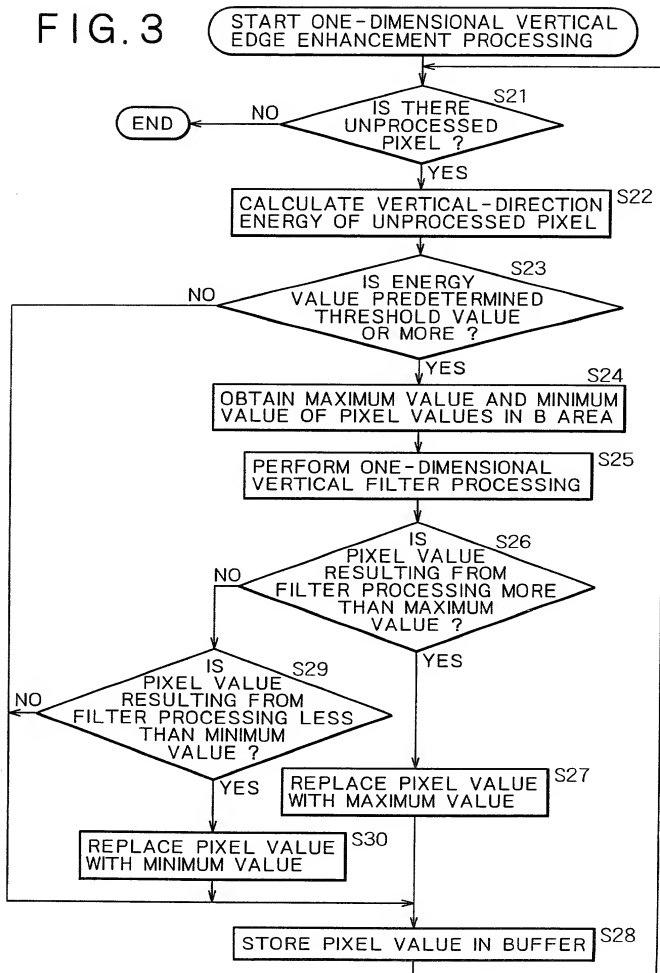 FIG. 3
START ONE-DIMENSIONAL VERTICAL
EDGE ENHANCEMENT PROCESSING
S21
IS THERE
UNPROCESSED
PIXEL ?
NO
END
YES
S22
CALCULATE VERTICAL-DIRECTION
ENERGY OF UNPROCESSED PIXEL
S23
IS ENERGY
VALUE PREDETERMINED
THRESHOLD VALUE
OR MORE ?
NO
YES
S24
OBTAIN MAXIMUM VALUE AND MINIMUM
VALUE OF PIXEL VALUES IN B AREA
S25
PERFORM ONE-DIMENSIONAL
VERTICAL FILTER PROCESSING
S26
IS
PIXEL VALUE
RESULTING FROM
FILTER PROCESSING MORE
THAN MAXIMUM
VALUE ?
NO
YES
S29
IS
PIXEL VALUE
RESULTING FROM
FILTER PROCESSING LESS
THAN MINIMUM
VALUE ?
NO
YES
S27
REPLACE PIXEL VALUE
WITH MAXIMUM VALUE
S30
REPLACE PIXEL VALUE
WITH MINIMUM VALUE
S28
STORE PIXEL VALUE IN BUFFER